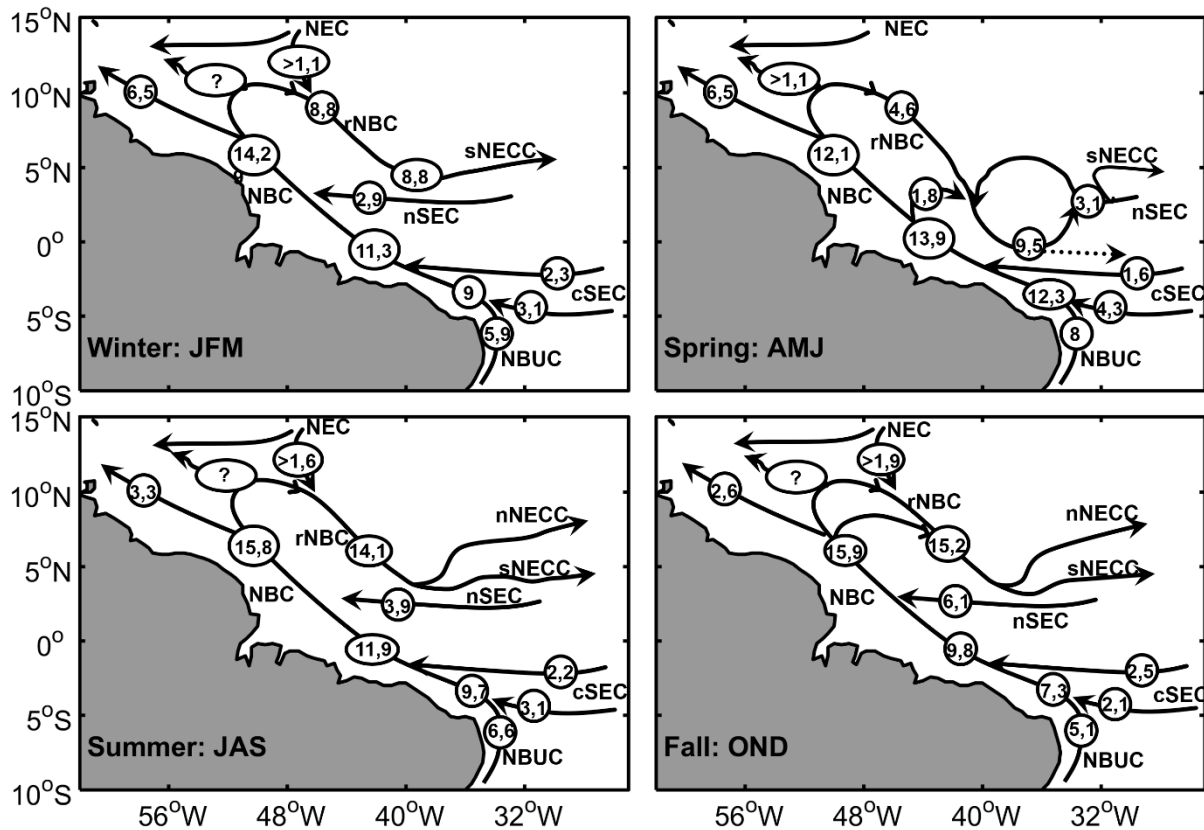 15°N
10°N
5°N
0°
5°S
10°S
NEC
>1,1
?
6,5
8,8
rNBC
14,2
9
NBC
8,8
sNECC
2,9
nSEC
11,3
2,3
cSEC
9
3,1
5,9
NBUC
Winter: JFM
NEC
>1,1
6,5
4,6
rNBC
12,1
NBC
1,8
sNECC
3,1
nSEC
13,9
9,5
1,6
cSEC
12,3
4,3
8
NBUC
Spring: AMJ
15°N
10°N
5°N
0°
5°S
10°S
NEC
>1,6
?
3,3
15,8
rNBC
14,1
nNECC
sNECC
NBC
3,9
nSEC
11,9
2,2
cSEC
9,7
3,1
6,6
NBUC
Summer: JAS
56°W 48°W 40°W 32°W
NEC
>1,9
?
2,6
rNBC
15,9
15,2
nNECC
sNECC
NBC
6,1
nSEC
9,8
2,5
cSEC
7,3
2,1
5,1
NBUC
Fall: OND
56°W 48°W 40°W 32°W